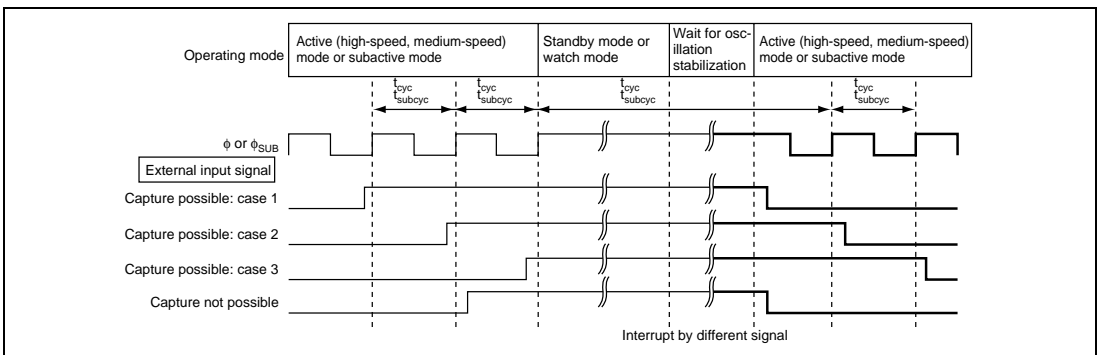 Operating mode
Active (high-speed, medium-speed)
mode or subactive mode
Standby mode or
watch mode
Wait for osc-
illation
stabilization
Active (high-speed, medium-speed)
mode or subactive mode
tcyc
tsubcyc
tcyc
tsubcyc
tcyc
tsubcyc
tcyc
tsubcyc
φ or φSUB
External input signal
Capture possible: case 1
Capture possible: case 2
Capture possible: case 3
Capture not possible
Interrupt by different signal